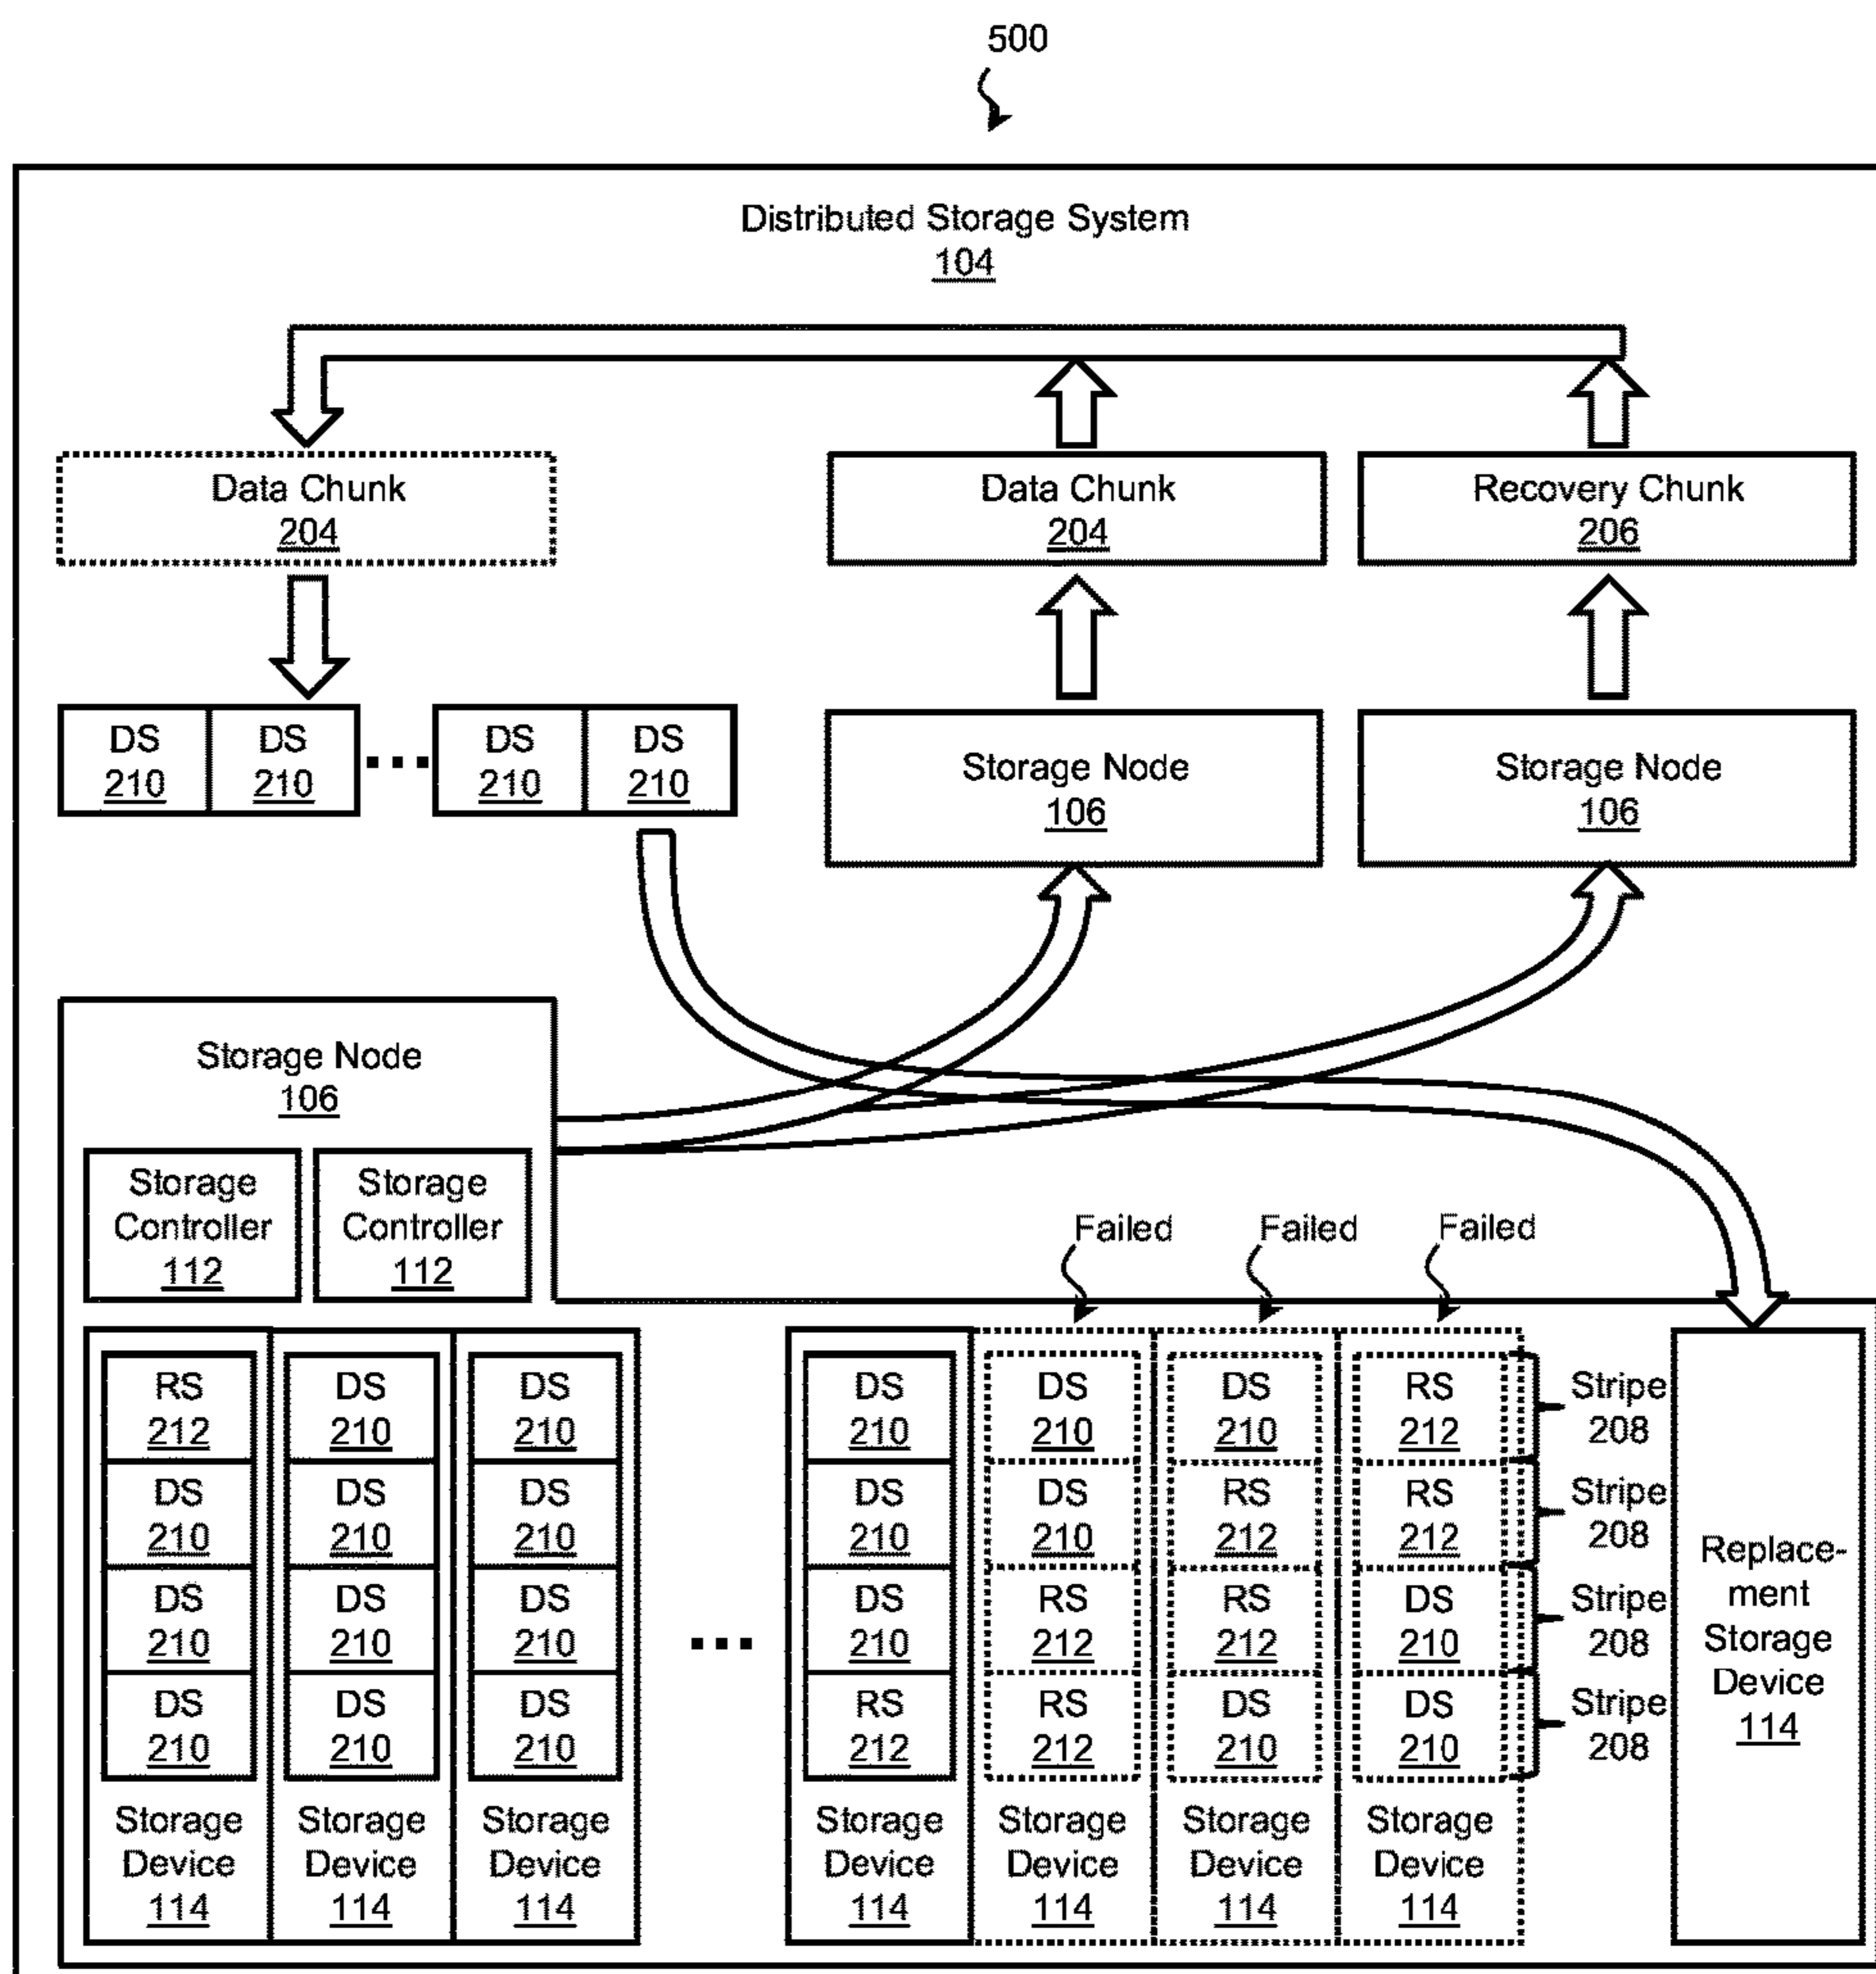 500
Distributed Storage System
104
Data Chunk
204
Data Chunk
204
Recovery Chunk
206
DS
210
DS
210
...
DS
210
DS
210
Storage Node
106
Storage Node
106
Storage Node
106
Storage
Controller
112
Storage
Controller
112
Failed
Failed
Failed
RS
212
DS
210
DS
210
DS
210
DS
210
DS
210
RS
212
Stripe
208
DS
210
DS
210
DS
210
DS
210
DS
210
RS
212
RS
212
Stripe
208
DS
210
DS
210
DS
210
...
DS
210
RS
212
RS
212
DS
210
Stripe
208
DS
210
DS
210
DS
210
RS
212
RS
212
DS
210
DS
210
Stripe
208
Storage
Device
114
Storage
Device
114
Storage
Device
114
Storage
Device
114
Storage
Device
114
Storage
Device
114
Storage
Device
114
Replace-
ment
Storage
Device
114